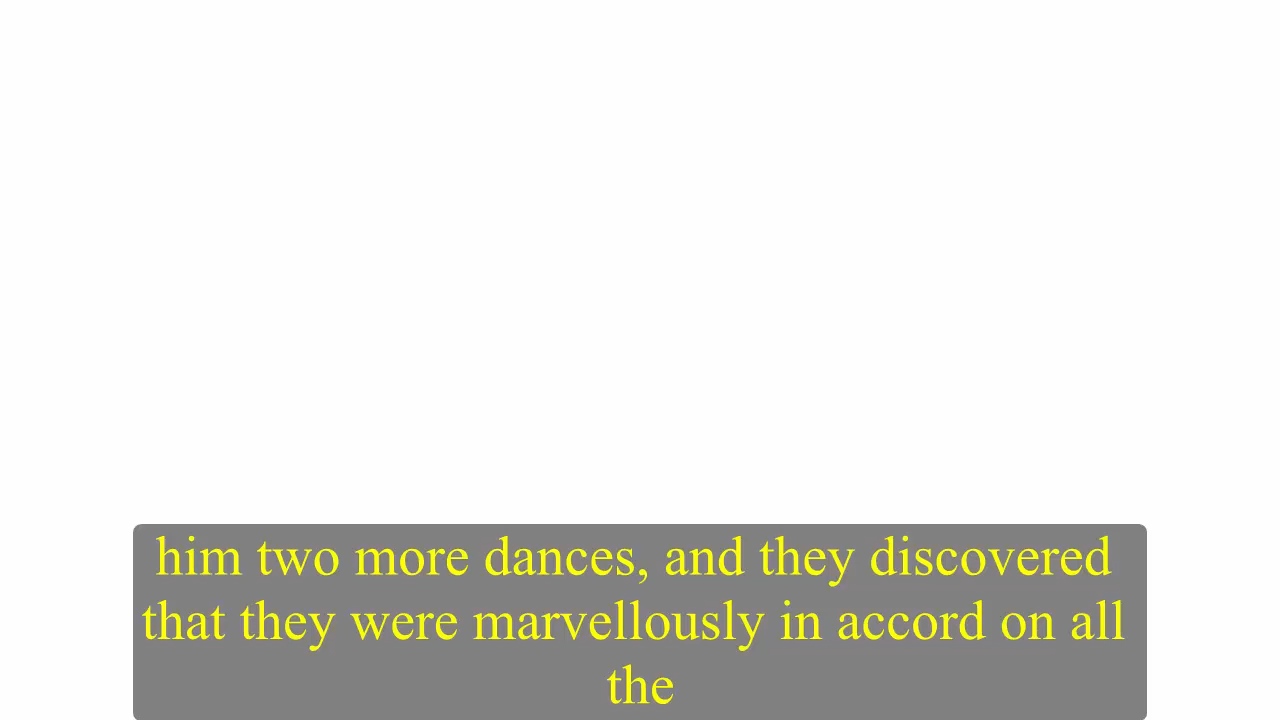 him two more dances, and they discovered
that they were marvellously in accord on all
the